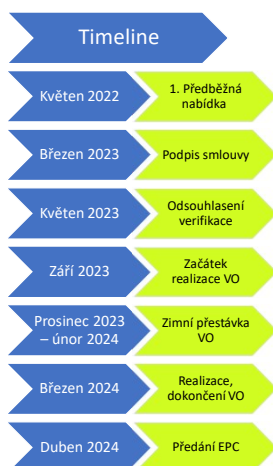 Timeline
Květen 2022
1. Předběžná
nabídka
Březen 2023
Podpis smlouvy
Květen 2023
Odsouhlasení
verifikace
Září 2023
Začátek
realizace VO
Prosinec 2023
– únor 2024
Zimní přestávka
VO
Březen 2024
Realizace,
dokončení VO
Duben 2024
Předání EPC